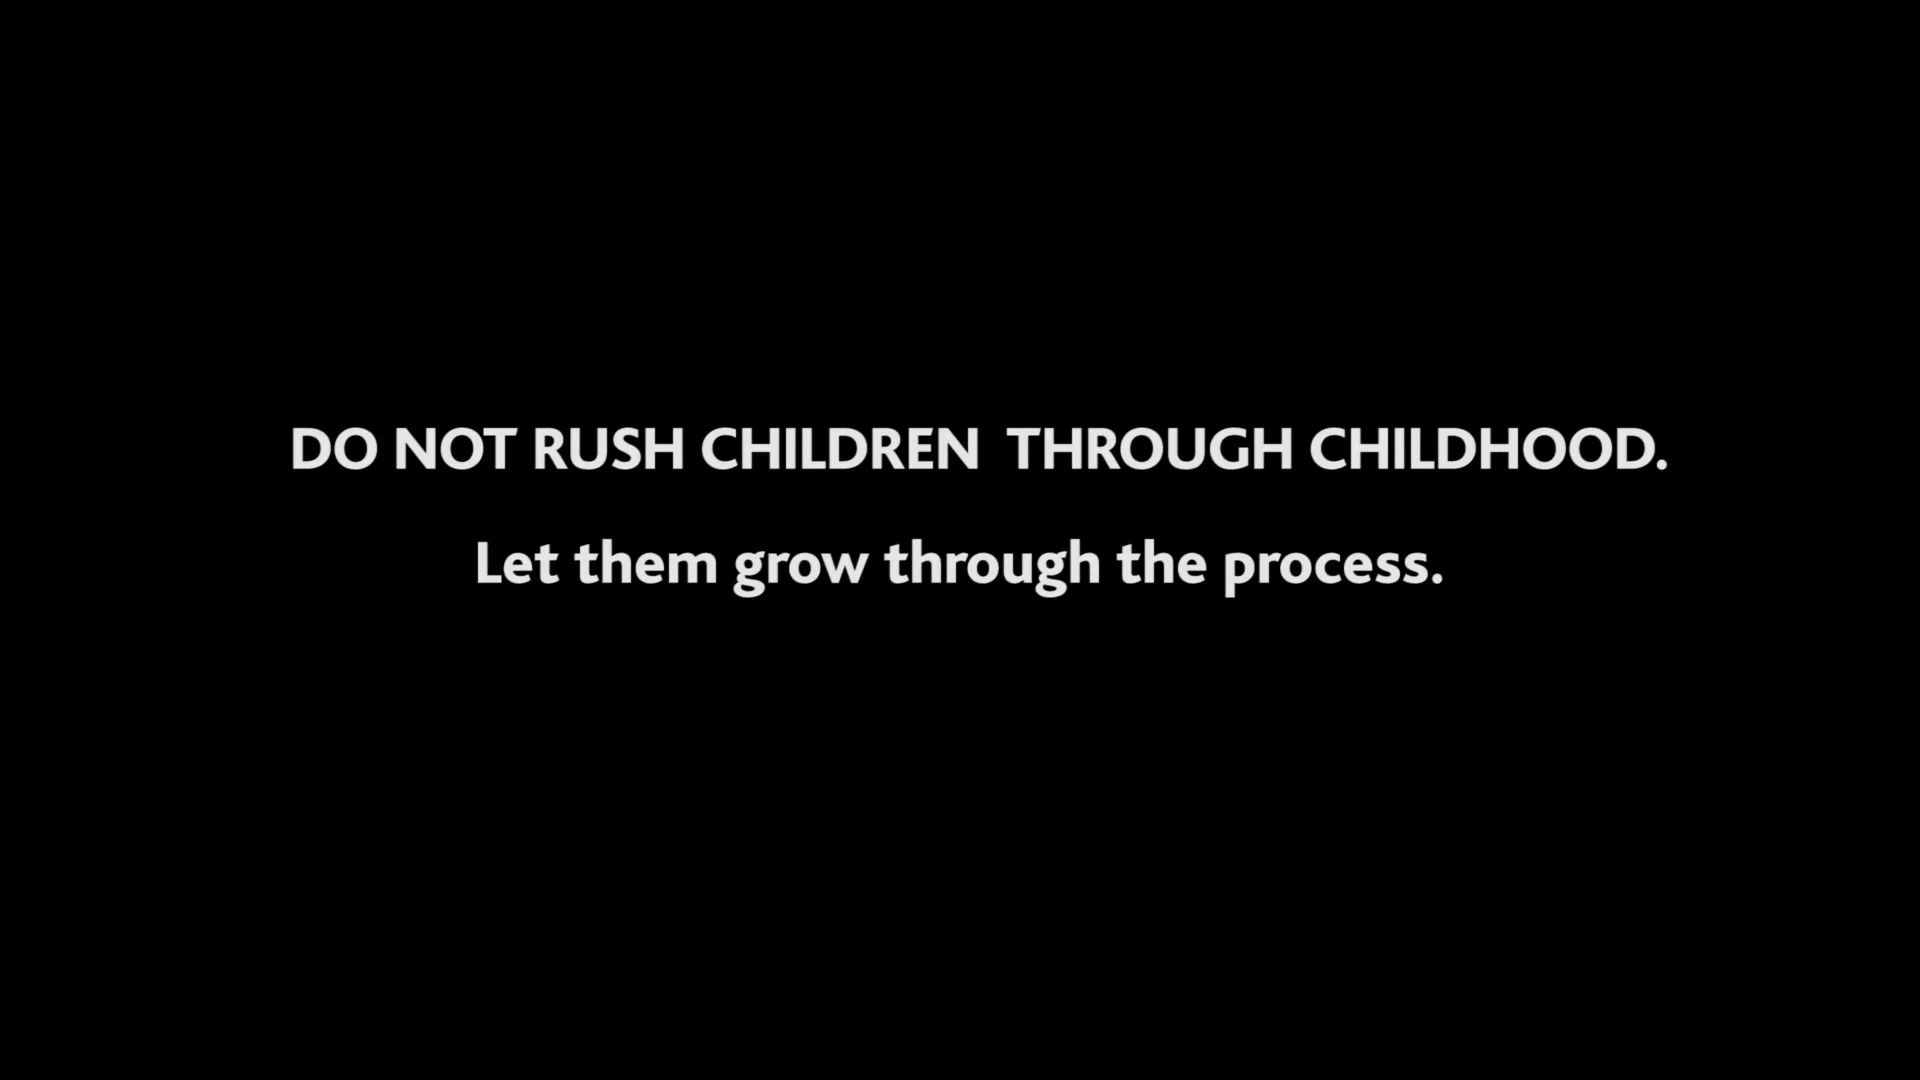 DO NOT RUSH CHILDREN  THROUGH CHILDHOOD.
Let them grow through the process.